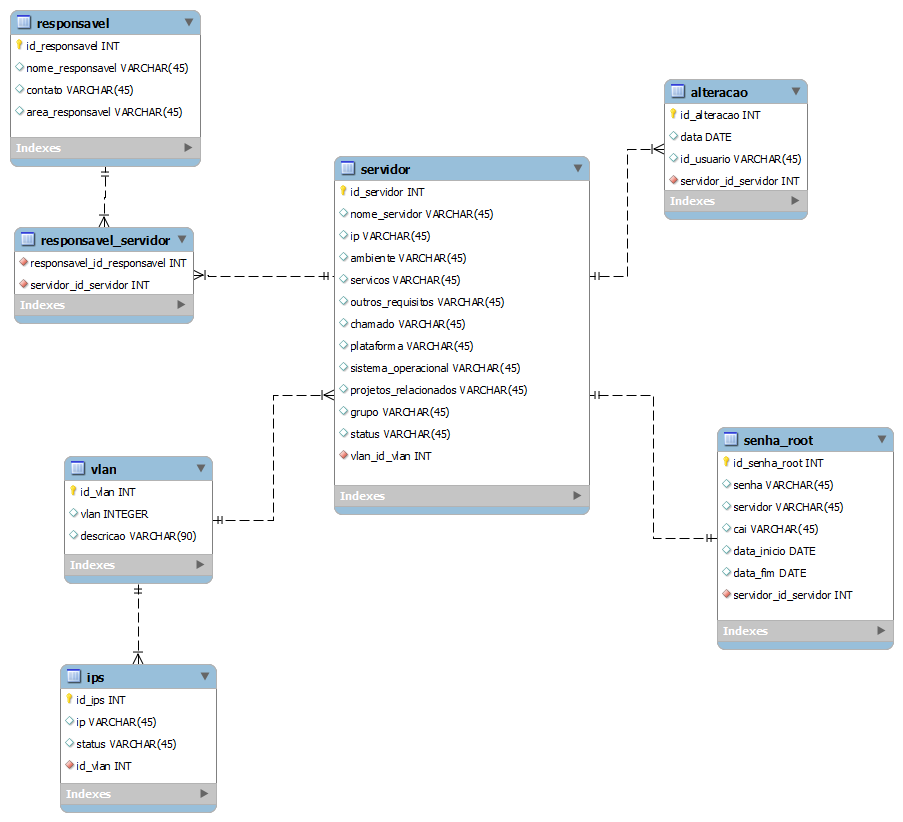 responsavel
id_responsavel INT
nome_responsavel VARCHAR(45)
contato VARCHAR(45)
area_responsavel VARCHAR(45)
Indexes
responsavel_servidor
responsavel_id_responsavel INT
servidor_id_servidor INT
Indexes
servidor
id_servidor INT
nome_servidor VARCHAR(45)
ip VARCHAR(45)
ambiente VARCHAR(45)
servicos VARCHAR(45)
outros_requisitos VARCHAR(45)
chamado VARCHAR(45)
plataforma VARCHAR(45)
sistema_operacional VARCHAR(45)
projetos_relacionados VARCHAR(45)
grupo VARCHAR(45)
status VARCHAR(45)
vlan_id_vlan INT
Indexes
alteracao
id_alteracao INT
data DATE
id_usuario VARCHAR(45)
servidor_id_servidor INT
Indexes
senha_root
id_senha_root INT
senha VARCHAR(45)
servidor VARCHAR(45)
cai VARCHAR(45)
data_inicio DATE
data_fim DATE
servidor_id_servidor INT
Indexes
vlan
id_vlan INT
vlan INTEGER
descricao VARCHAR(90)
Indexes
ips
id_ips INT
ip VARCHAR(45)
status VARCHAR(45)
id_vlan INT
Indexes